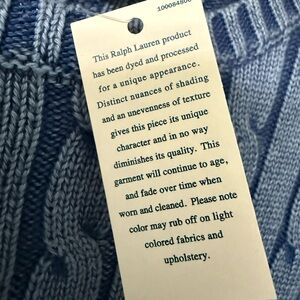 This Ralph Lauren product
has been dyed and processed
for a unique appearance.
Distinct nuances of shading
and an unevenness of texture
gives this piece its unique
character and in no way
diminishes its quality. This
garment will continue to age,
and fade over time when
worn and cleaned. Please note
color may rub off on light
colored fabrics and
upholstery.